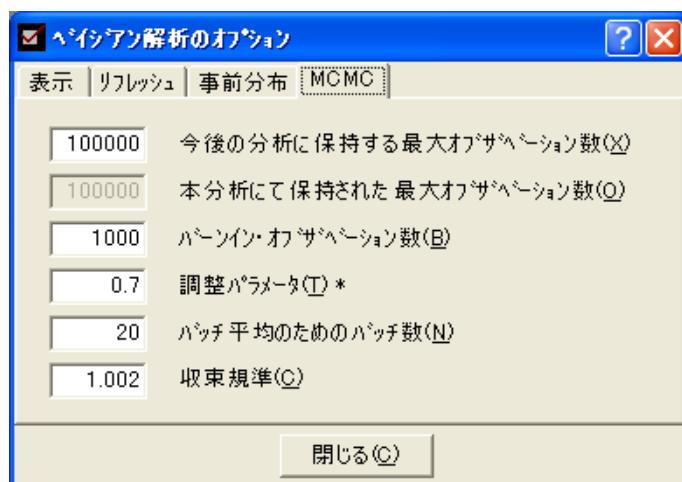 ﾍﾞｲｼﾞｱﾝ解析のｵﾌﾟｼｮﾝ
表示 ﾘﾌﾚｯｼｭ 事前分布 MCMC
100000 今後の分析に保持する最大ｵﾌﾞｻﾞﾍﾞｰｼｮﾝ数(X)
100000 本分析にて保持された最大ｵﾌﾞｻﾞﾍﾞｰｼｮﾝ数(O)
1000 ﾊﾞｰﾝｲﾝ･ｵﾌﾞｻﾞﾍﾞｰｼｮﾝ数(B)
0.7 調整ﾊﾟﾗﾒｰﾀ(T) *
20 ﾊﾞｯﾁ平均のためのﾊﾞｯﾁ数(N)
1.002 収束規準(C)
閉じる(C)